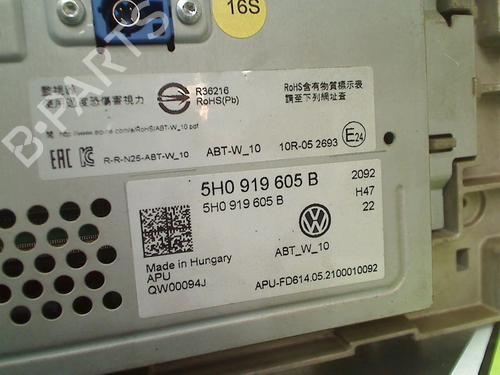 16S
R36216
RoHS(Pb)
RoHS含有物質標示表
請至下列網址查
E24
EAC R-R-N25-ABT-W_10 ABT-W_10 10R-05 2693
5H0 919 605 B 2092
5H0 919 605 B H47
22
VW
ABT_W_10
Made in Hungary
APU
QW00094J APU-FD614.05.2100010092
B-PARTS